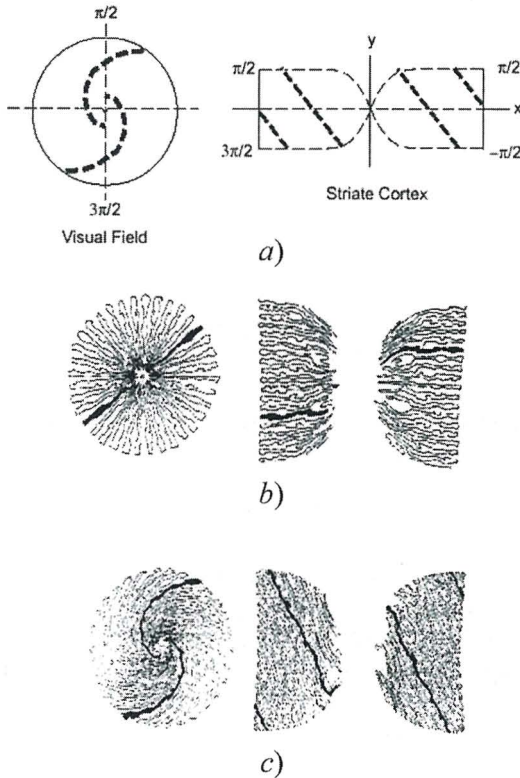 π/2
y
π/2
π/2
x
3π/2
-π/2
3π/2
Striate Cortex
Visual Field
a)
b)
c)